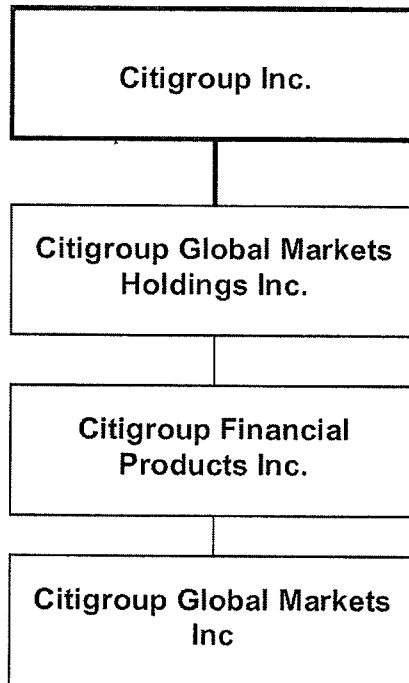 Citigroup Inc.
Citigroup Global Markets
Holdings Inc.
Citigroup Financial
Products Inc.
Citigroup Global Markets
Inc